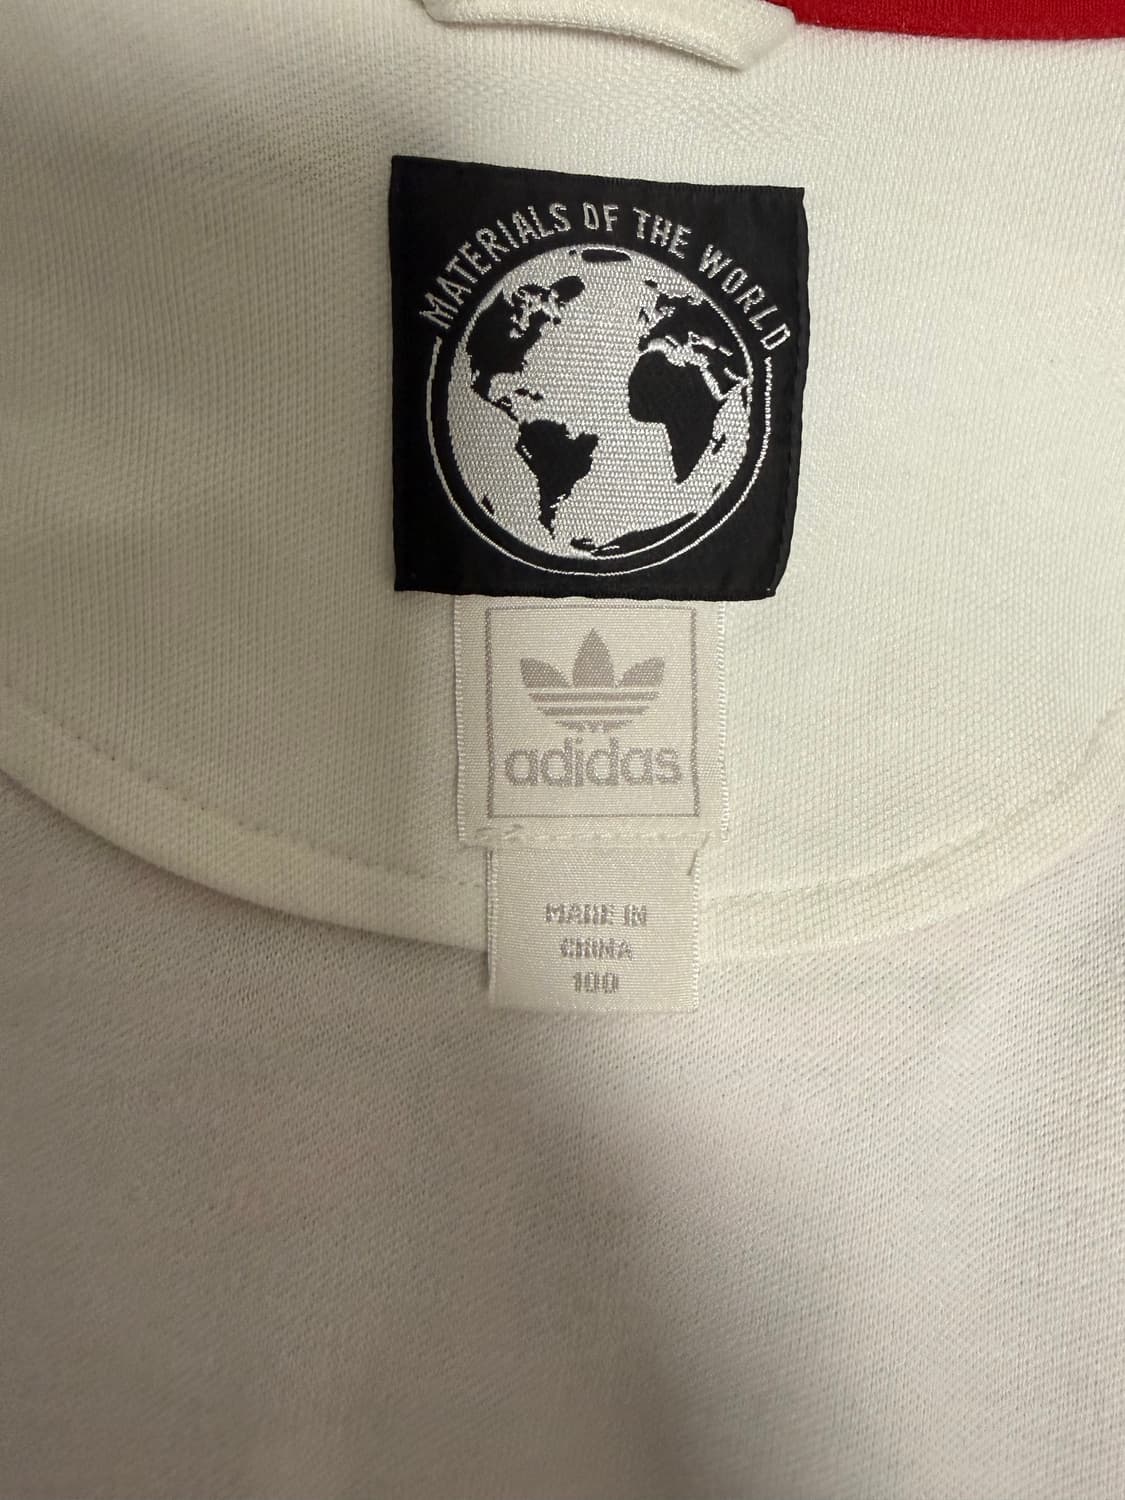 MATERIALS OF THE WORLD
adidas
MADE IN
CHINA
100